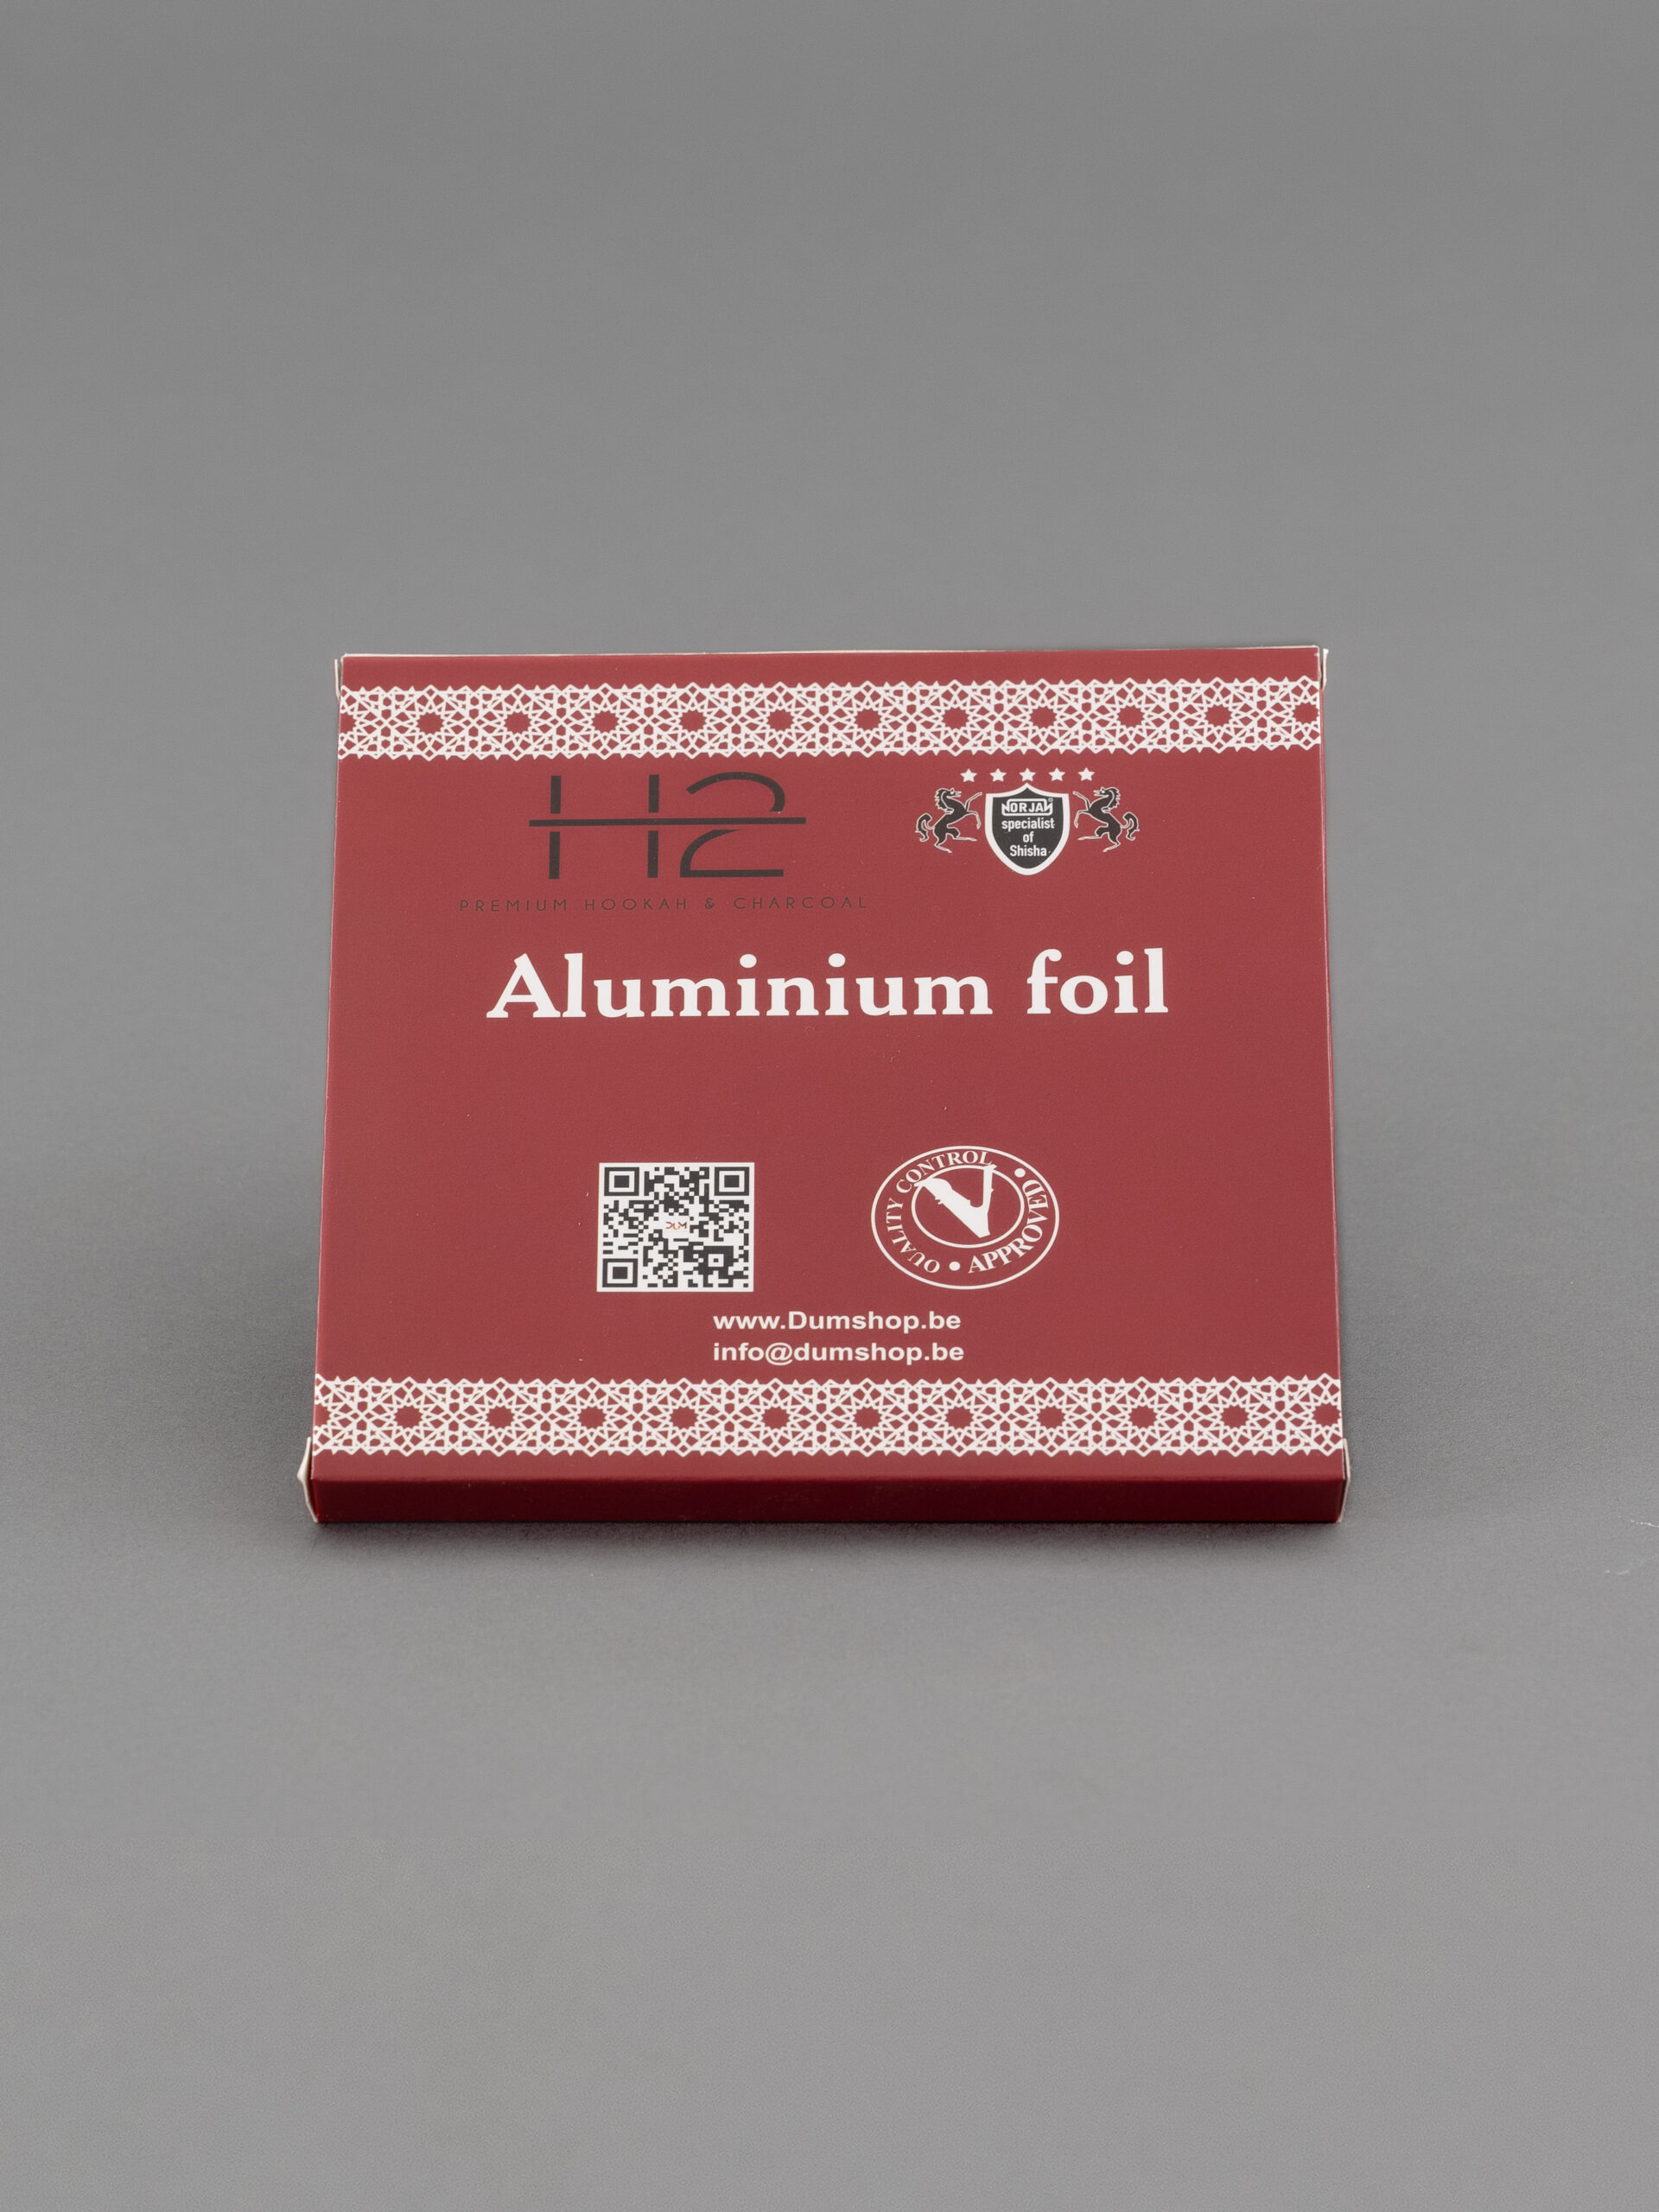 H2
PREMIUM HOOKAH & CHARCOAL
NORJAN
specialist
of
Shisha
Aluminium foil
DUM
QUALITY CONTROL • APPROVED •
V
www.Dumshop.be
info@dumshop.be